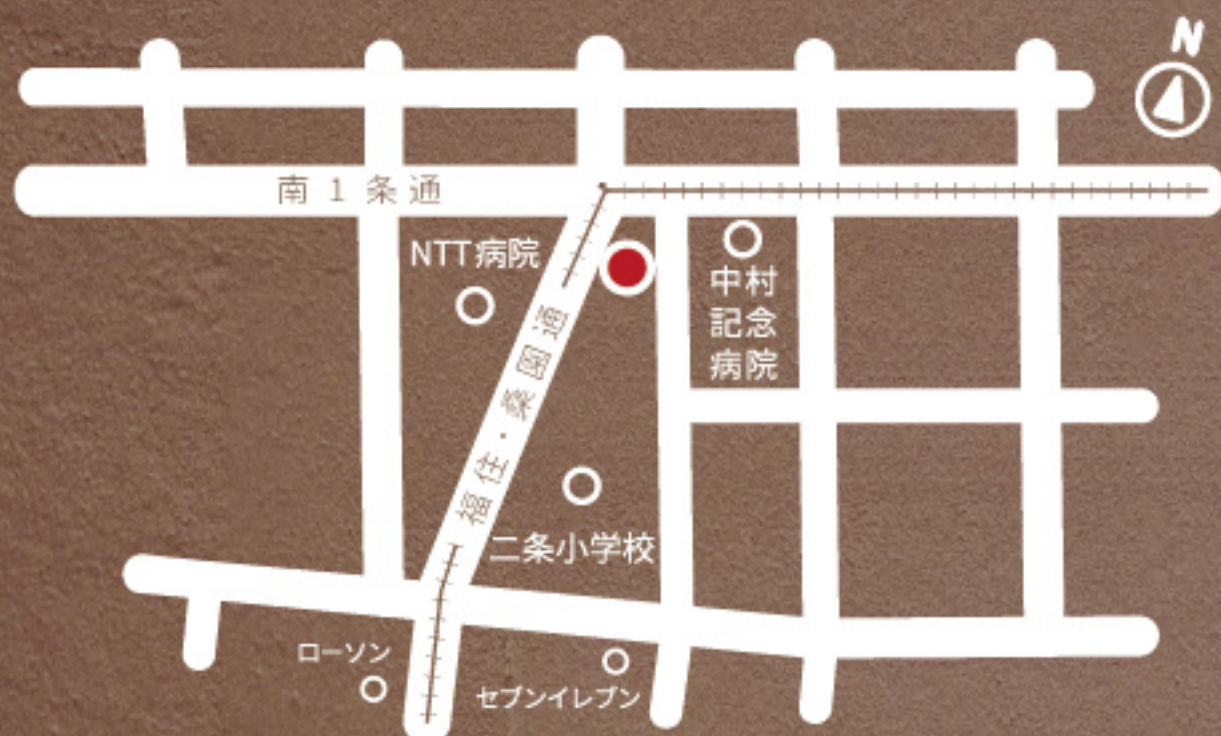 N
南1条通
NTT病院
中村
記念
病院
福住・桑園通
二条小学校
ローソン
セブンイレブン